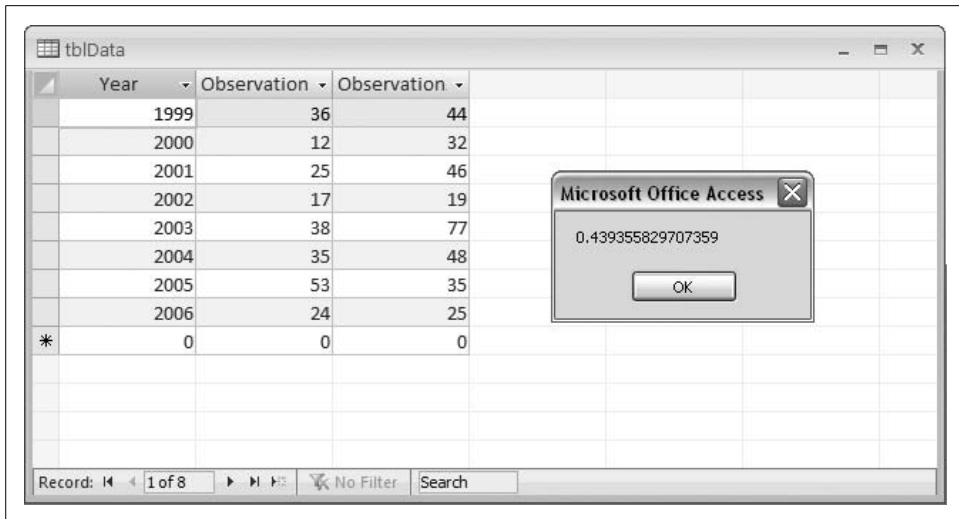 tblData
Year Observation Observation
1999 36 44
2000 12 32
2001 25 46
2002 17 19
2003 38 77
2004 35 48
2005 53 35
2006 24 25
* 0 0 0
Microsoft Office Access
0.439355829707359
OK
Record: 1 of 8 No Filter Search